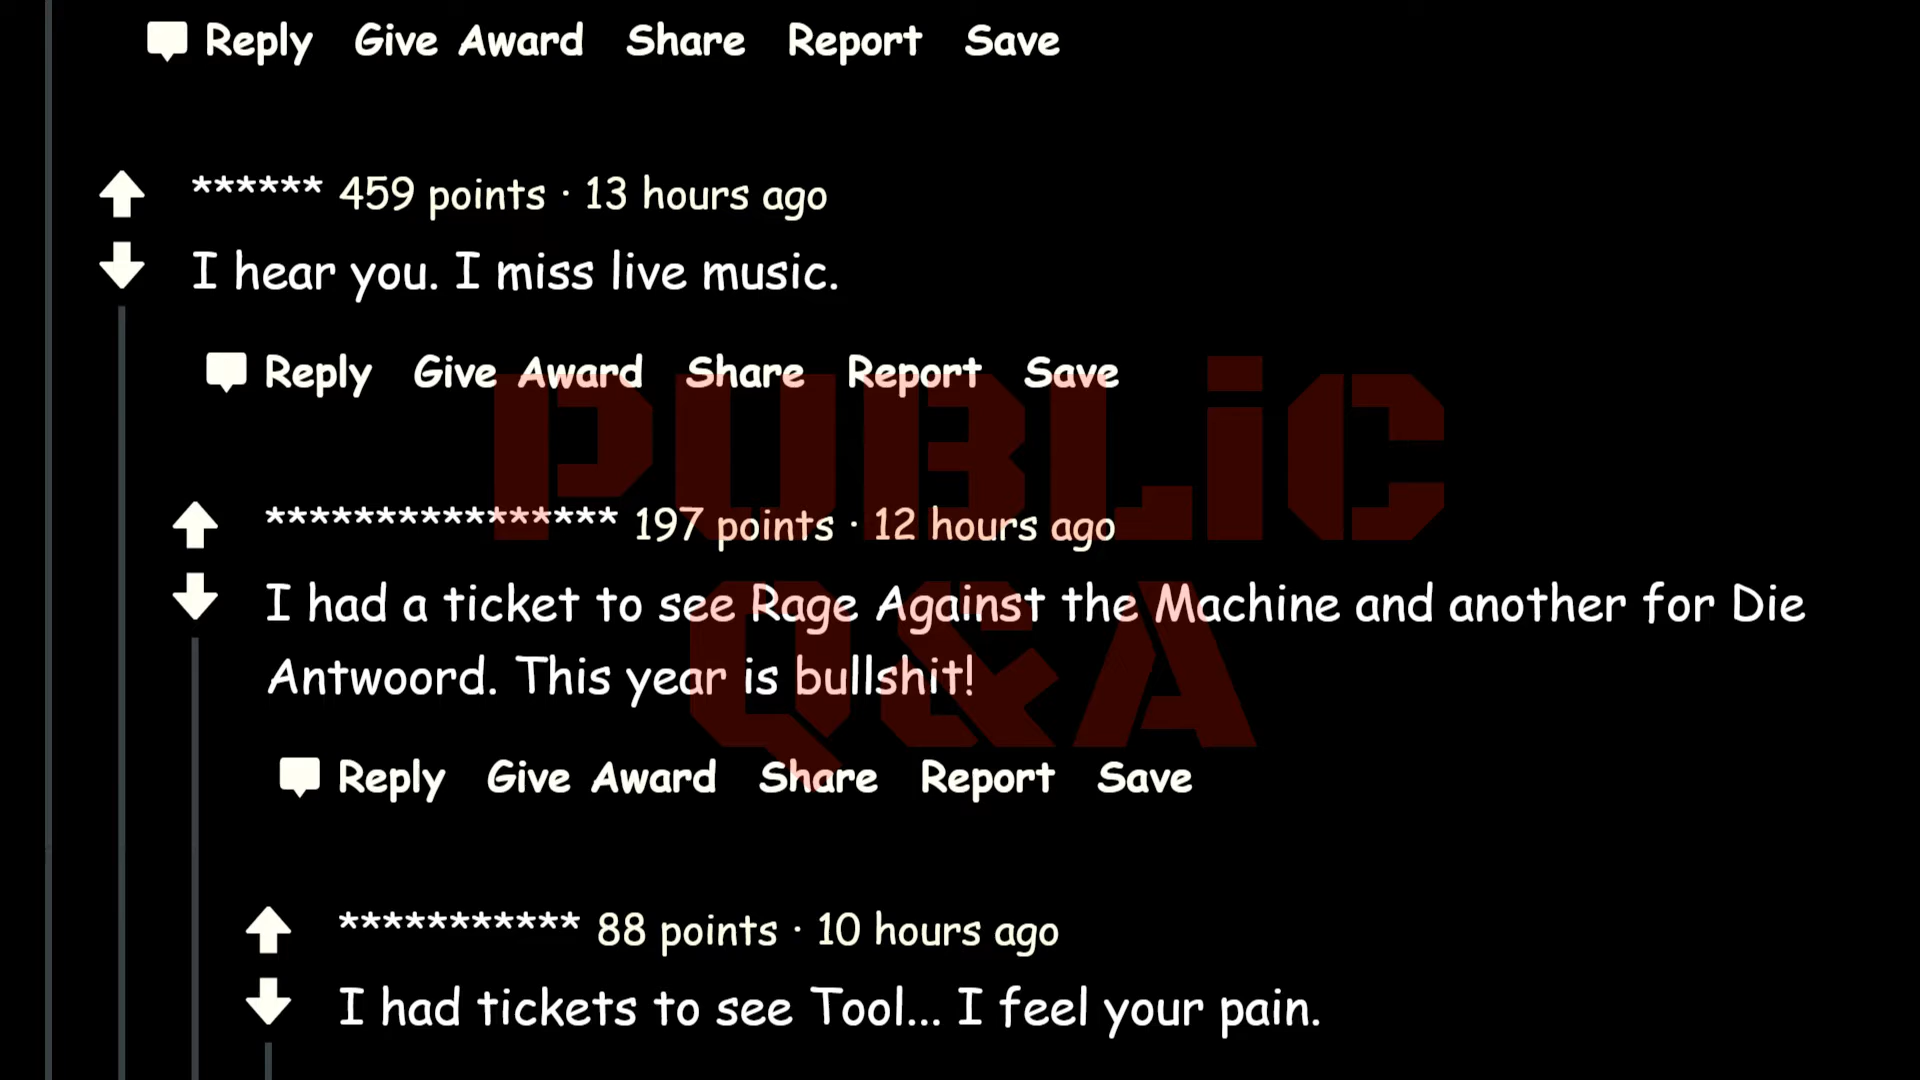 Reply Give Award Share Report Save
****** 459 points · 13 hours ago
I hear you. I miss live music.
Reply Give Award Share Report Save
PUBLiC
**************** 197 points · 12 hours ago
I had a ticket to see Rage Against the Machine and another for Die
Antwoord. This year is bullshit!
Q&A
Reply Give Award Share Report Save
*********** 88 points · 10 hours ago
I had tickets to see Tool... I feel your pain.